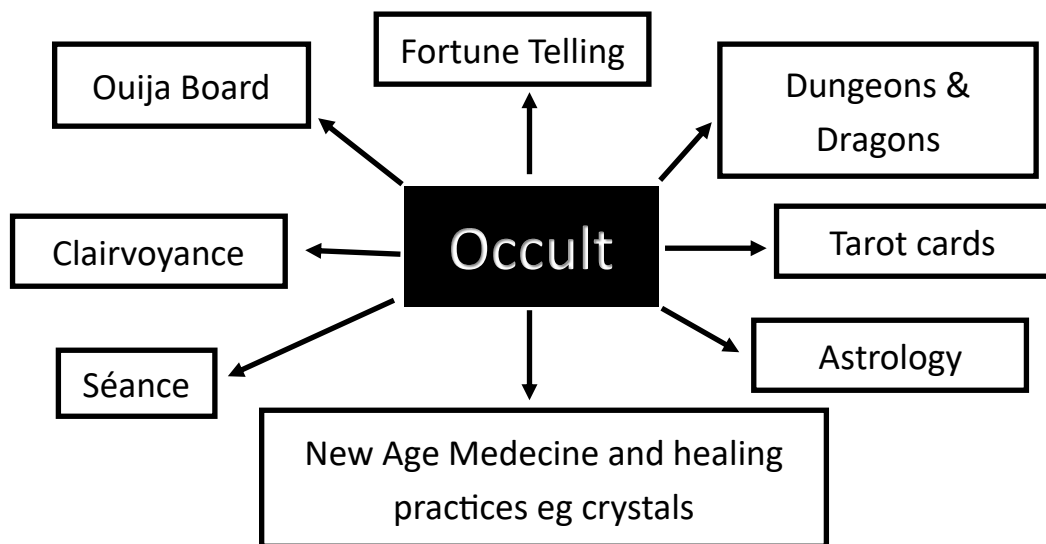 Fortune Telling
Ouija Board
Dungeons &
Dragons
Clairvoyance
Occult
Tarot cards
Séance
Astrology
New Age Medecine and healing
practices eg crystals